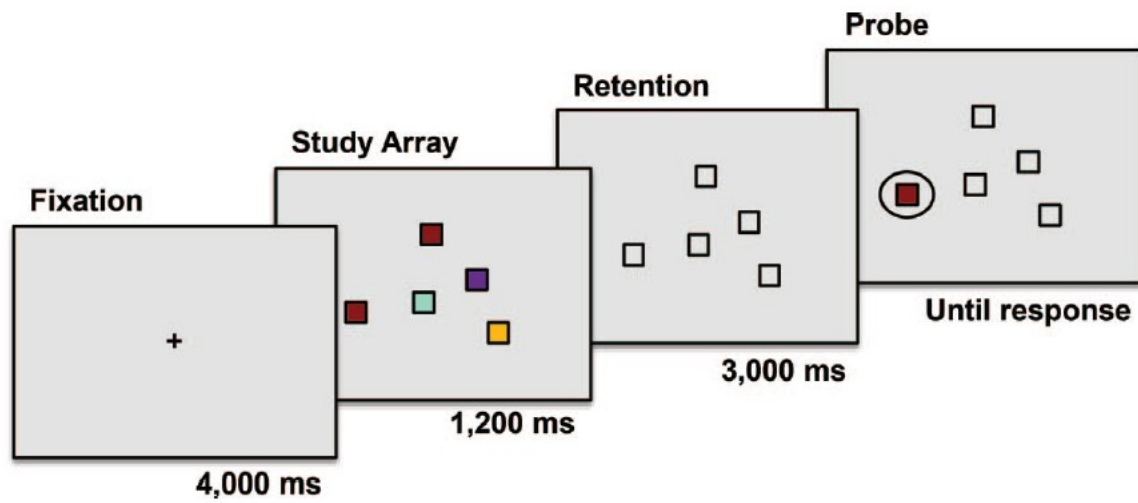 Fixation
4,000 ms
Study Array
1,200 ms
Retention
3,000 ms
Probe
Until response